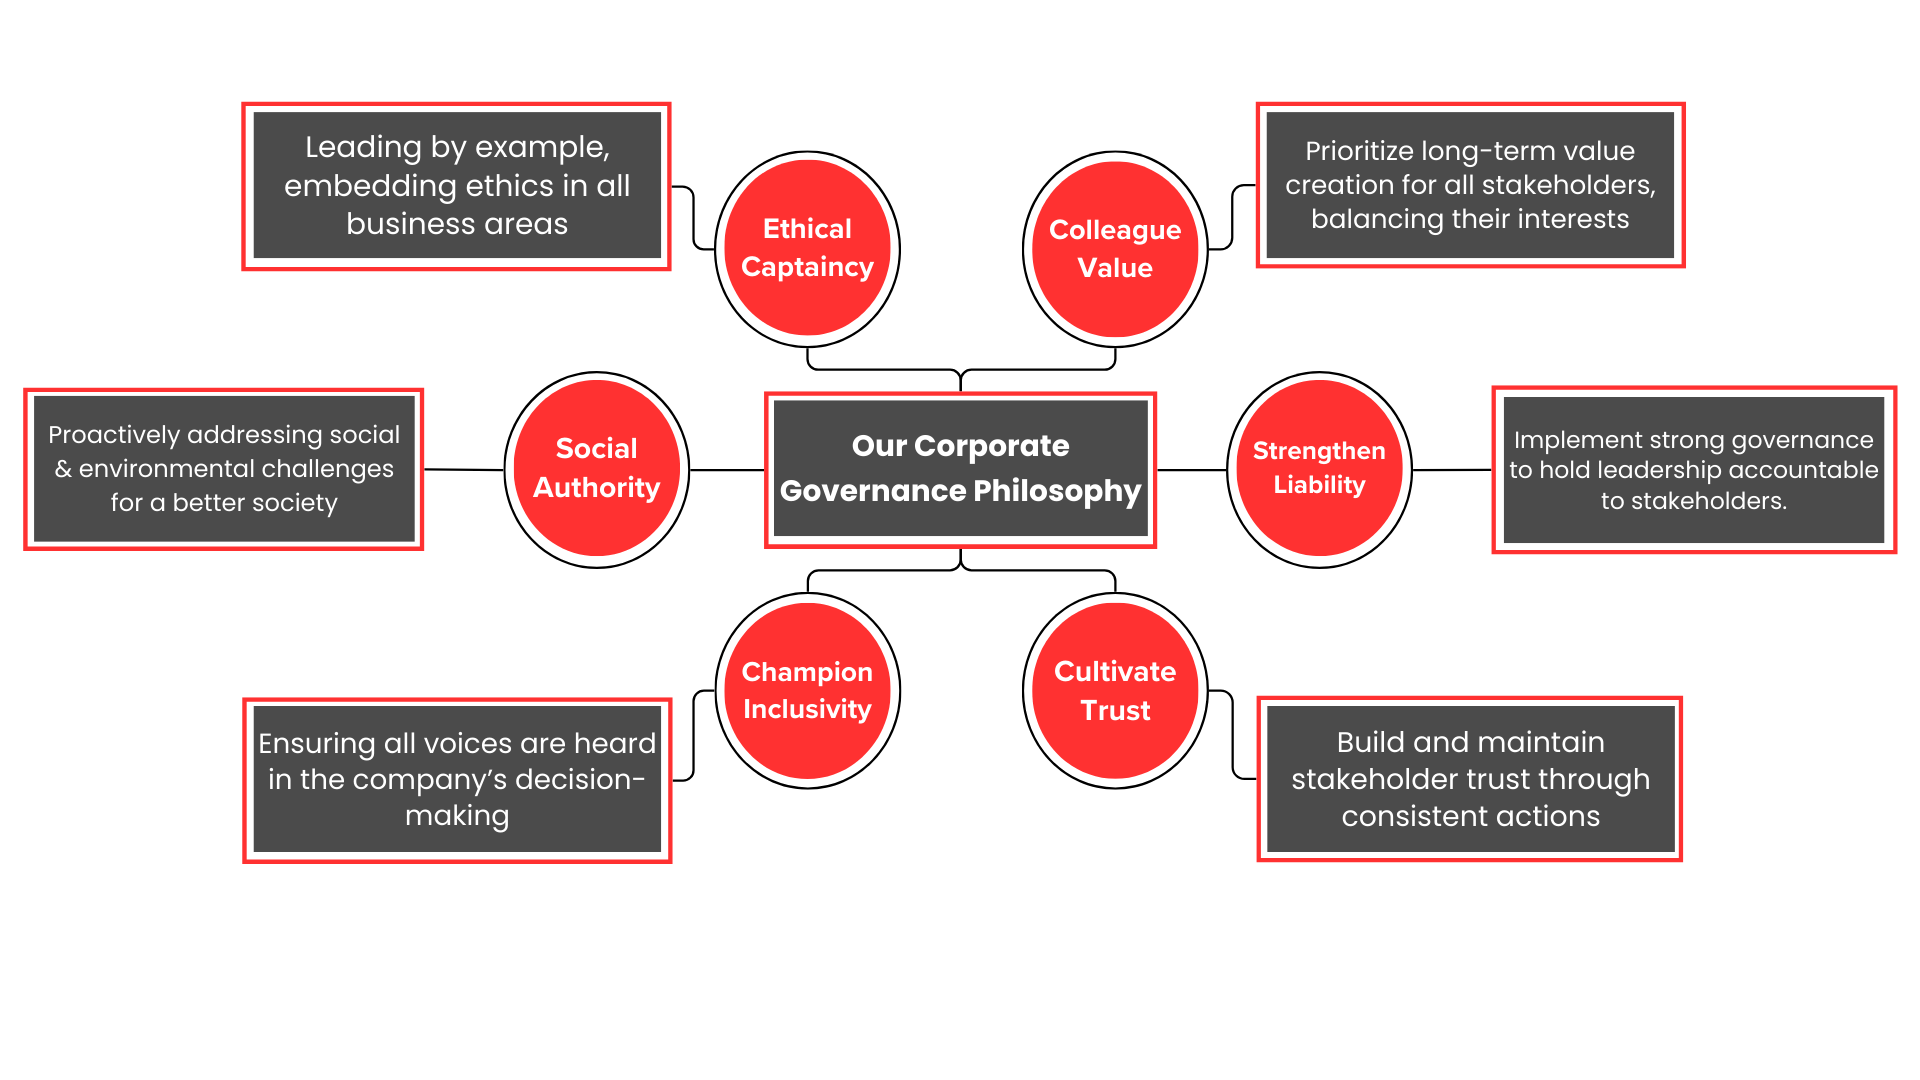 Leading by example,
embedding ethics in all
business areas
Ethical
Captaincy
Colleague
Value
Prioritize long-term value
creation for all stakeholders,
balancing their interests
Proactively addressing social
& environmental challenges
for a better society
Social
Authority
Our Corporate
Governance Philosophy
Strengthen
Liability
Implement strong governance
to hold leadership accountable
to stakeholders.
Ensuring all voices are heard
in the company’s decision-
making
Champion
Inclusivity
Cultivate
Trust
Build and maintain
stakeholder trust through
consistent actions